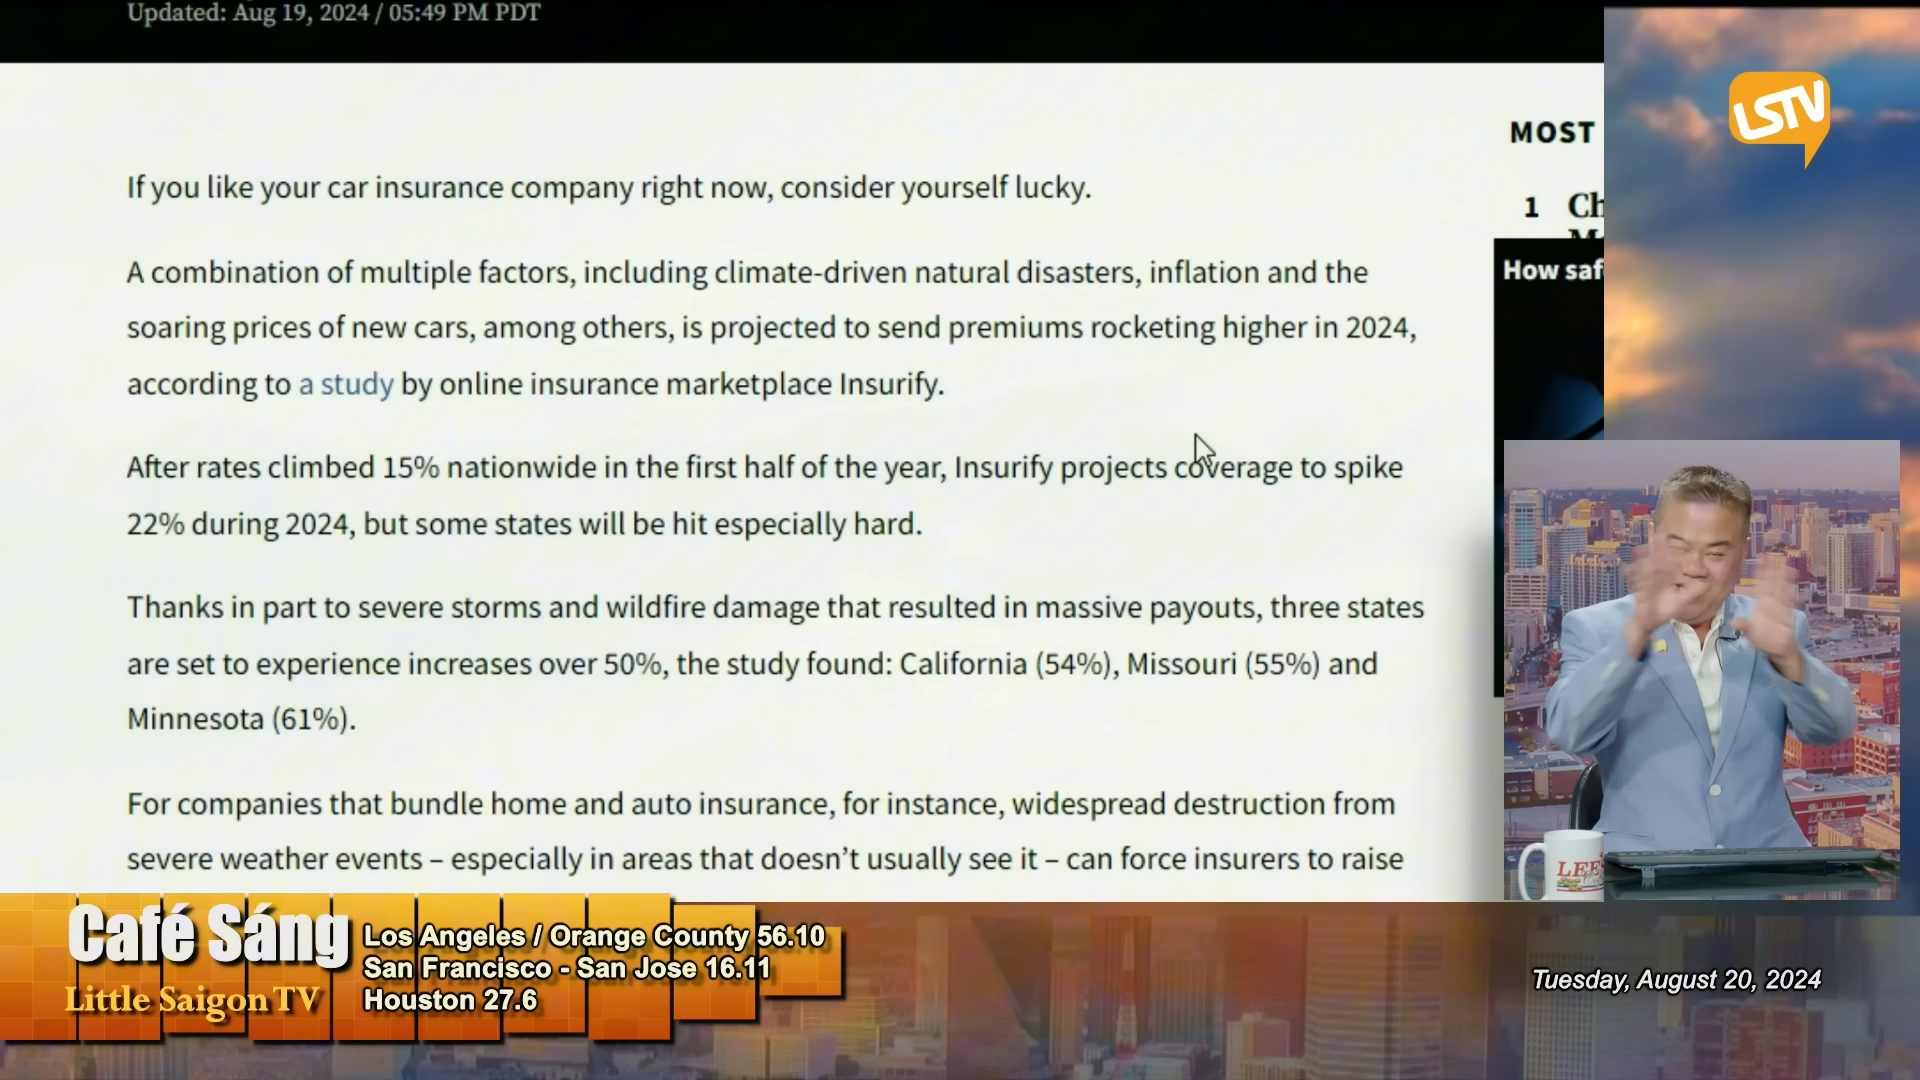 Updated: Aug 19, 2024 / 05:49 PM PDT
LSTV
MOST
If you like your car insurance company right now, consider yourself lucky.
1 Ch
A combination of multiple factors, including climate-driven natural disasters, inflation and the
How saf
soaring prices of new cars, among others, is projected to send premiums rocketing higher in 2024,
according to a study by online insurance marketplace Insurify.
After rates climbed 15% nationwide in the first half of the year, Insurify projects coverage to spike
22% during 2024, but some states will be hit especially hard.
Thanks in part to severe storms and wildfire damage that resulted in massive payouts, three states
are set to experience increases over 50%, the study found: California (54%), Missouri (55%) and
Minnesota (61%).
For companies that bundle home and auto insurance, for instance, widespread destruction from
severe weather events – especially in areas that doesn’t usually see it – can force insurers to raise
LEE'S
Café Sáng
Little Saigon TV
Los Angeles / Orange County 56.10
San Francisco - San Jose 16.11
Houston 27.6
Tuesday, August 20, 2024